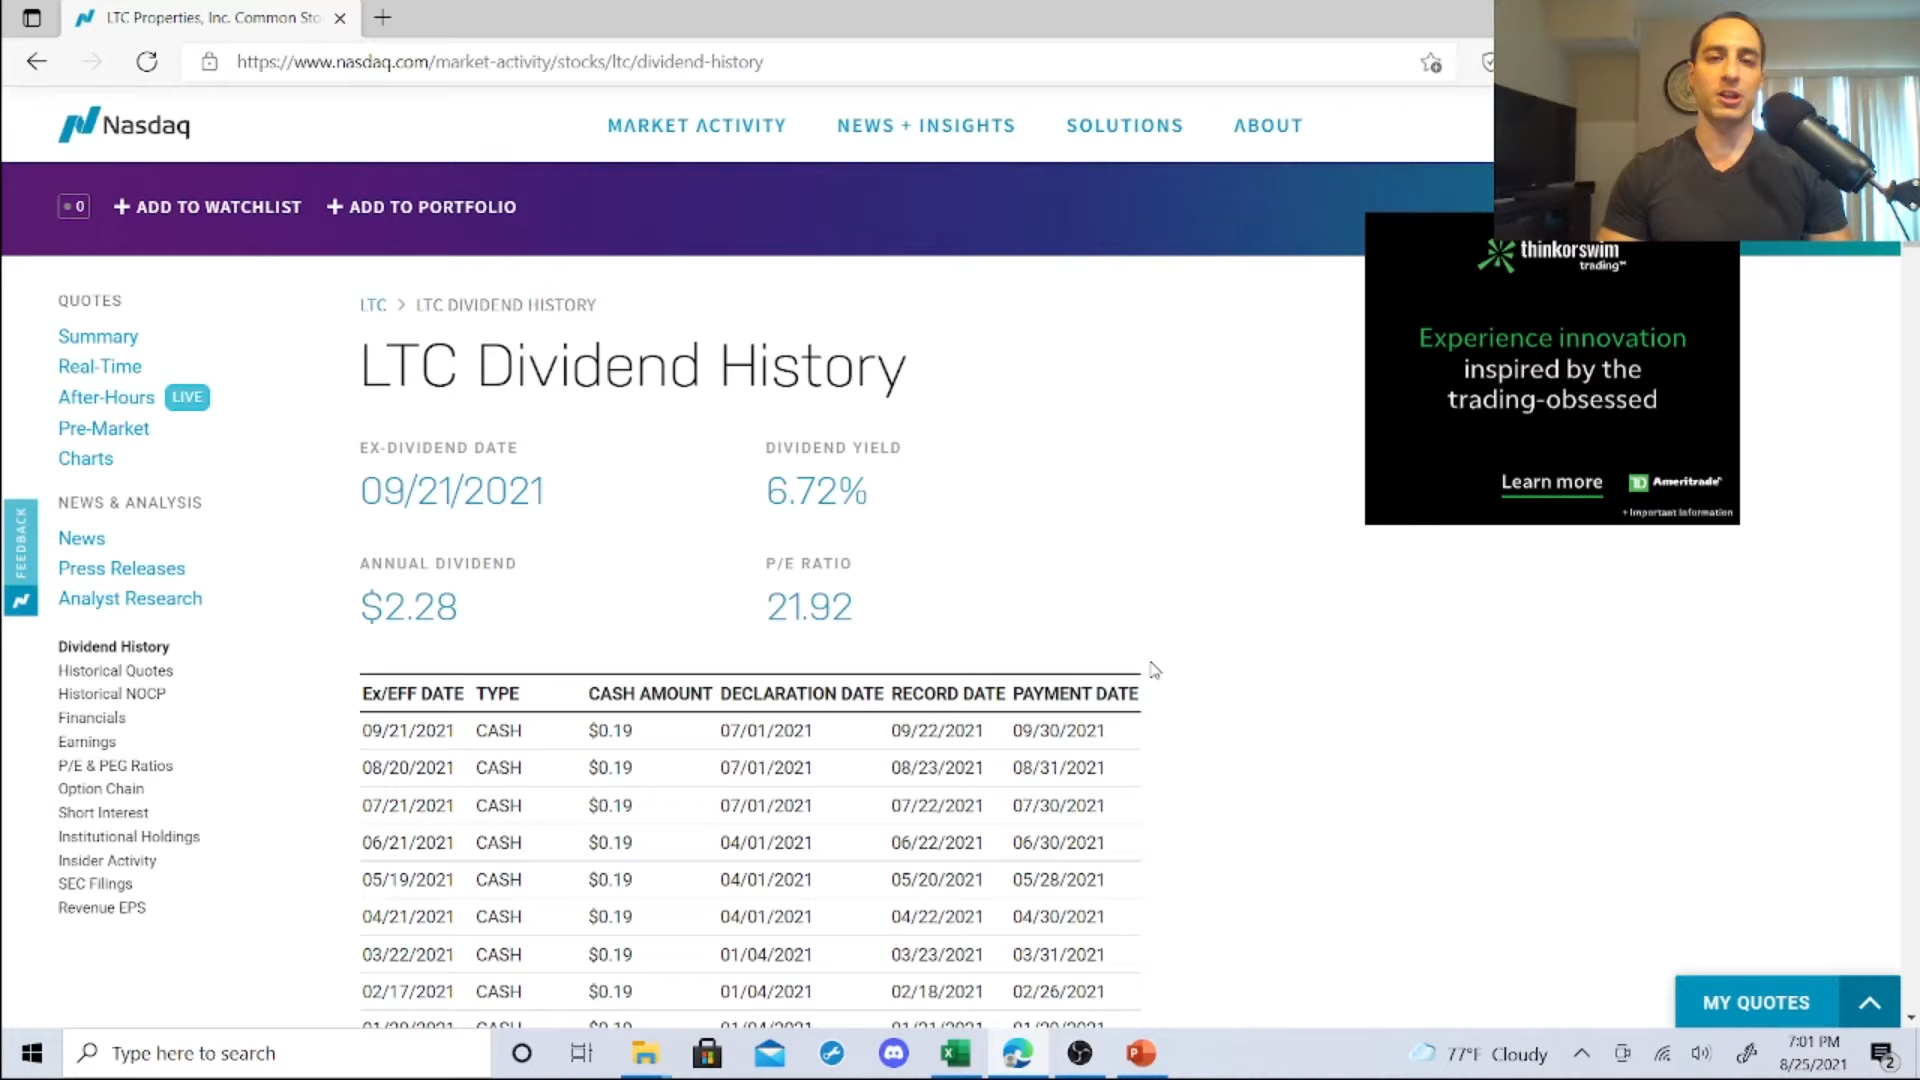 LTC Properties, Inc. Common Sto
https://www.nasdaq.com/market-activity/stocks/ltc/dividend-history
Nasdaq
MARKET ACTIVITY NEWS + INSIGHTS SOLUTIONS ABOUT
0 + ADD TO WATCHLIST + ADD TO PORTFOLIO
thinkorswim
trading™
Experience innovation
inspired by the
trading-obsessed
Learn more
TD Ameritrade
+ Important Information
QUOTES
Summary
Real-Time
After-Hours LIVE
Pre-Market
Charts
NEWS & ANALYSIS
News
Press Releases
Analyst Research
Dividend History
Historical Quotes
Historical NOCP
Financials
Earnings
P/E & PEG Ratios
Option Chain
Short Interest
Institutional Holdings
Insider Activity
SEC Filings
Revenue EPS
FEEDBACK
LTC > LTC DIVIDEND HISTORY
LTC Dividend History
EX-DIVIDEND DATE DIVIDEND YIELD
09/21/2021 6.72%
ANNUAL DIVIDEND P/E RATIO
$2.28 21.92
Ex/EFF DATE TYPE CASH AMOUNT DECLARATION DATE RECORD DATE PAYMENT DATE
09/21/2021 CASH $0.19 07/01/2021 09/22/2021 09/30/2021
08/20/2021 CASH $0.19 07/01/2021 08/23/2021 08/31/2021
07/21/2021 CASH $0.19 07/01/2021 07/22/2021 07/30/2021
06/21/2021 CASH $0.19 04/01/2021 06/22/2021 06/30/2021
05/19/2021 CASH $0.19 04/01/2021 05/20/2021 05/28/2021
04/21/2021 CASH $0.19 04/01/2021 04/22/2021 04/30/2021
03/22/2021 CASH $0.19 01/04/2021 03/23/2021 03/31/2021
02/17/2021 CASH $0.19 01/04/2021 02/18/2021 02/26/2021
MY QUOTES
Type here to search
77°F Cloudy
7:01 PM
8/25/2021
2